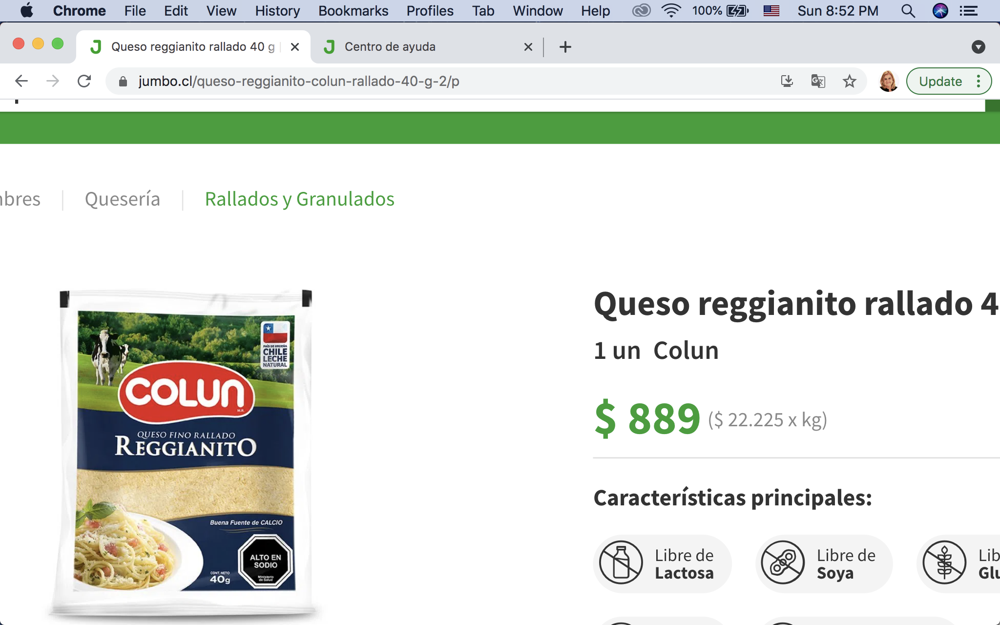 Chrome File Edit View History Bookmarks Profiles Tab Window Help 100% Sun 8:52 PM
Queso reggianito rallado 40 g
Centro de ayuda
jumbo.cl/queso-reggianito-colun-rallado-40-g-2/p
Update
mbres
Quesería
Rallados y Granulados
PAÍS DE ORDEÑA
CHILE
LECHE
NATURAL
COLUN
M.R.
QUESO FINO RALLADO
REGGIANITO
Buena Fuente de CALCIO
ALTO EN
SODIO
Ministerio
de Salud
CONT. NETO
40g
Queso reggianito rallado 4
1 un Colun
$ 889 ($ 22.225 x kg)
Características principales:
Libre de
Lactosa
Libre de
Soya
Lib
Glu